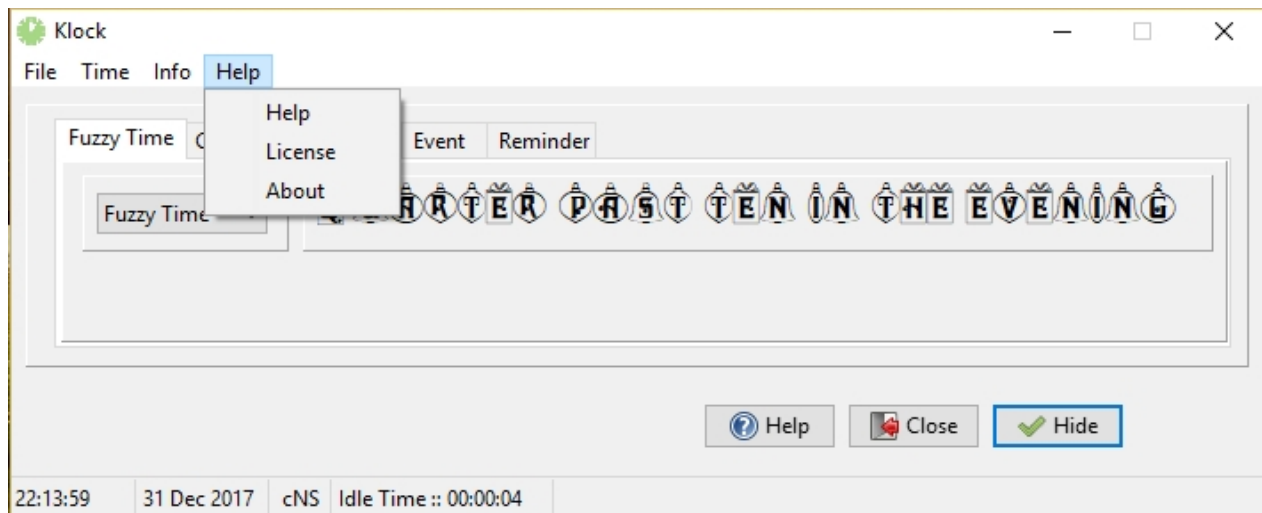 Klock
File Time Info Help
Help
License
About
Fuzzy Time Event Reminder
Fuzzy Time
QUARTER PAST TEN IN THE EVENING
Help Close Hide
22:13:59 31 Dec 2017 cNS Idle Time :: 00:00:04